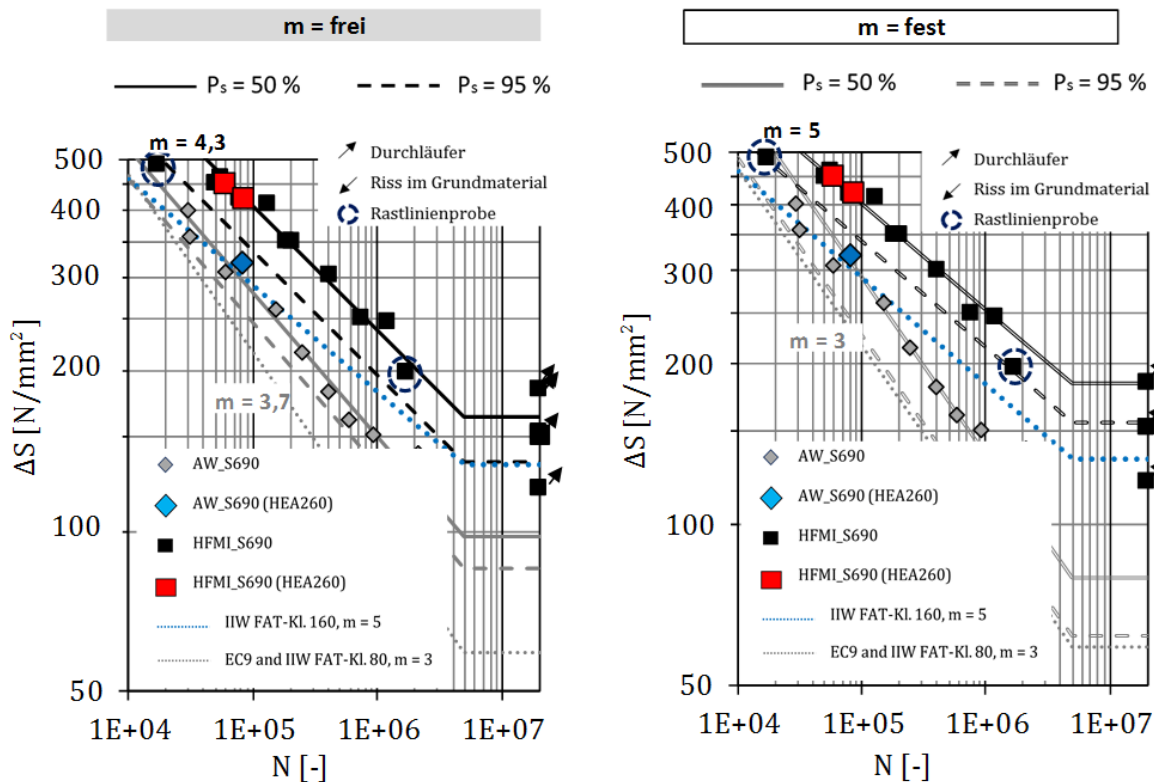 m = frei
P_s = 50 %
P_s = 95 %
m = 4,3
500
400
300
200
100
50
ΔS [N/mm²]
Durchläufer
Riss im Grundmaterial
Rastlinienprobe
m = 3,7
AW_S690
AW_S690 (HEA260)
HFMI_S690
HFMI_S690 (HEA260)
IIW FAT-Kl. 160, m = 5
EC9 and IIW FAT-Kl. 80, m = 3
1E+04 1E+05 1E+06 1E+07
N [-]
m = fest
P_s = 50 %
P_s = 95 %
m = 5
500
400
300
200
100
50
ΔS [N/mm²]
Durchläufer
Riss im Grundmaterial
Rastlinienprobe
m = 3
AW_S690
AW_S690 (HEA260)
HFMI_S690
HFMI_S690 (HEA260)
IIW FAT-Kl. 160, m = 5
EC9 and IIW FAT-Kl. 80, m = 3
1E+04 1E+05 1E+06 1E+07
N [-]